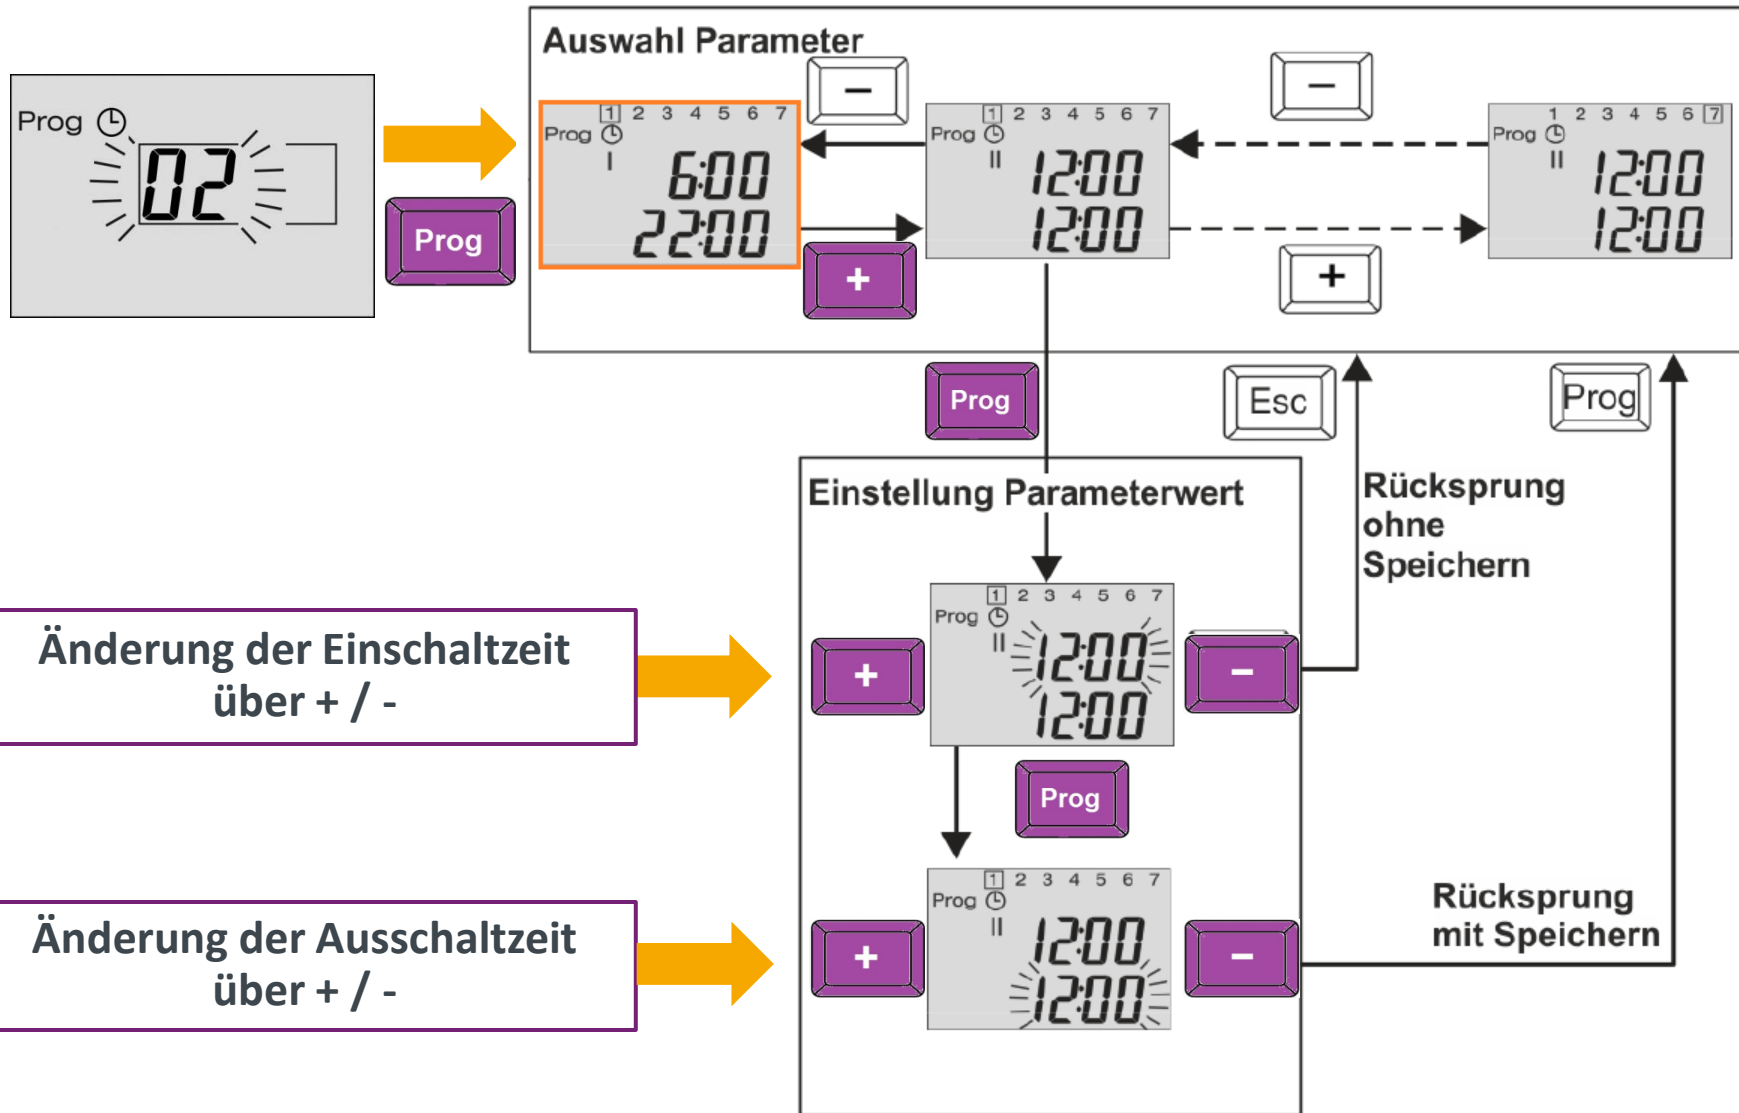 Auswahl Parameter
Prog
02
Prog
−
1 2 3 4 5 6 7
Prog
I
6:00
22:00
+
1 2 3 4 5 6 7
Prog
II
12:00
12:00
−
+
1 2 3 4 5 6 7
Prog
II
12:00
12:00
Prog
Esc
Prog
Einstellung Parameterwert
Rücksprung
ohne
Speichern
Änderung der Einschaltzeit
über + / -
+
1 2 3 4 5 6 7
Prog
II
12:00
12:00
−
Prog
Änderung der Ausschaltzeit
über + / -
+
1 2 3 4 5 6 7
Prog
II
12:00
12:00
−
Rücksprung
mit Speichern